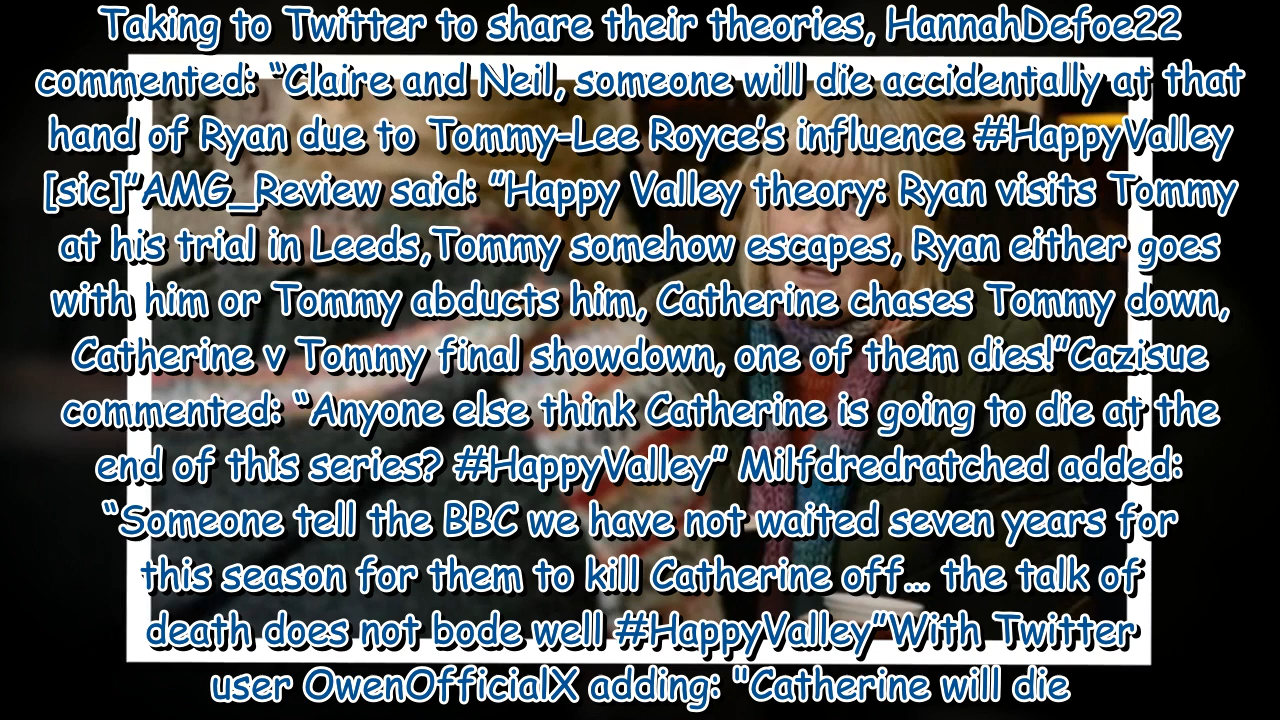 Taking to Twitter to share their theories, HannahDefoe22
commented: “Claire and Neil, someone will die accidentally at that
hand of Ryan due to Tommy-Lee Royce’s influence #HappyValley
[sic]”AMG_Review said: “Happy Valley theory: Ryan visits Tommy
at his trial in Leeds,Tommy somehow escapes, Ryan either goes
with him or Tommy abducts him, Catherine chases Tommy down,
Catherine v Tommy final showdown, one of them dies!”Cazisue
commented: “Anyone else think Catherine is going to die at the
end of this series? #HappyValley” Milfdredratched added:
“Someone tell the BBC we have not waited seven years for
this season for them to kill Catherine off… the talk of
death does not bode well #HappyValley”With Twitter
user OwenOfficialX adding: "Catherine will die